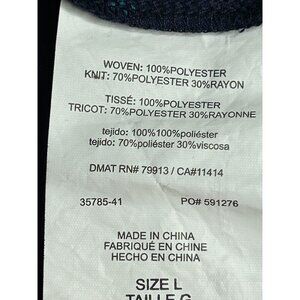 WOVEN: 100%POLYESTER
KNIT: 70%POLYESTER 30%RAYON
TISSÉ: 100%POLYESTER
TRICOT: 70%POLYESTER 30%RAYONNE
tejido: 100%100%poliéster
tejido: 70%poliéster 30%viscosa
DMAT RN# 79913 / CA#11414
35785-41 PO# 591276
MADE IN CHINA
FABRIQUÉ EN CHINE
HECHO EN CHINA
SIZE L
TAILLE G